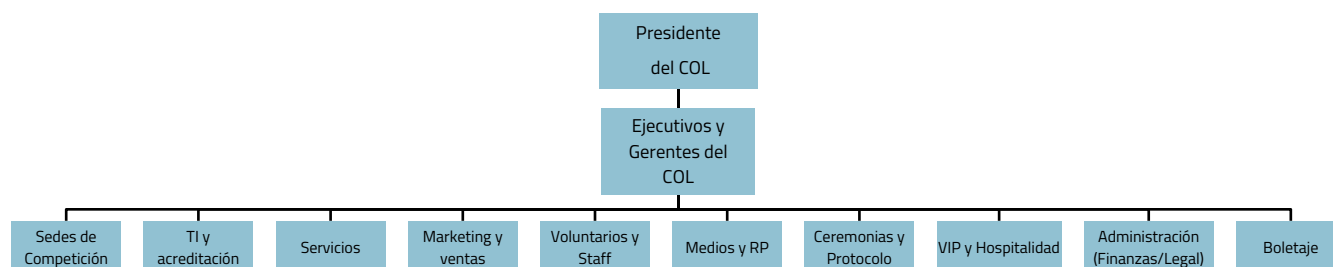 Presidente
del COL
Ejecutivos y
Gerentes del
COL
Sedes de
Competición
TI y
acreditación
Servicios
Marketing y
ventas
Voluntarios y
Staff
Medios y RP
Ceremonias y
Protocolo
VIP y Hospitalidad
Administración
(Finanzas/Legal)
Boletaje